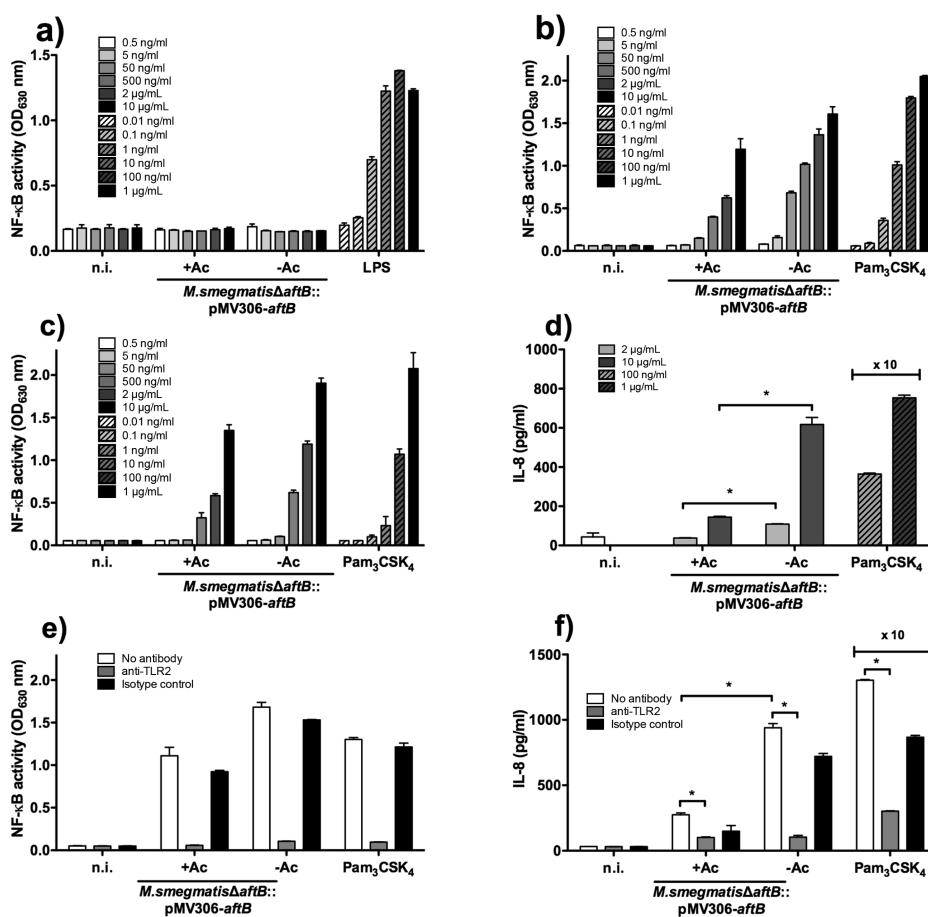 a)
0.5 ng/ml
5 ng/ml
50 ng/ml
500 ng/ml
2 µg/mL
10 µg/mL
0.01 ng/ml
0.1 ng/ml
1 ng/ml
10 ng/ml
100 ng/ml
1 µg/mL
NF-κB activity (OD630 nm)
1.5
1.0
0.5
0.0
n.i.
+Ac
-Ac
LPS
M.smegmatisΔaftB::
pMV306-aftB
b)
0.5 ng/ml
5 ng/ml
50 ng/ml
500 ng/ml
2 µg/mL
10 µg/mL
0.01 ng/ml
0.1 ng/ml
1 ng/ml
10 ng/ml
100 ng/mL
1 µg/mL
NF-κB activity (OD630 nm)
2.0
1.5
1.0
0.5
0.0
n.i.
+Ac
-Ac
Pam3CSK4
M.smegmatisΔaftB::
pMV306-aftB
c)
0.5 ng/ml
5 ng/ml
50 ng/ml
500 ng/ml
2 µg/mL
10 µg/mL
0.01 ng/ml
0.1 ng/ml
1 ng/ml
10 ng/ml
100 ng/ml
1 µg/mL
NF-κB activity (OD630 nm)
2.0
1.5
1.0
0.5
0.0
n.i.
+Ac
-Ac
Pam3CSK4
M.smegmatisΔaftB::
pMV306-aftB
d)
2 µg/mL
10 µg/mL
100 ng/ml
1 µg/mL
x 10
*
*
IL-8 (pg/ml)
1000
800
600
400
200
0
n.i.
+Ac
-Ac
Pam3CSK4
M.smegmatisΔaftB::
pMV306-aftB
e)
No antibody
anti-TLR2
Isotype control
NF-κB activity (OD630 nm)
2.0
1.5
1.0
0.5
0.0
n.i.
+Ac
-Ac
Pam3CSK4
M.smegmatisΔaftB::
pMV306-aftB
f)
No antibody
anti-TLR2
Isotype control
x 10
*
*
*
*
IL-8 (pg/ml)
1500
1000
500
0
n.i.
+Ac
-Ac
Pam3CSK4
M.smegmatisΔaftB::
pMV306-aftB